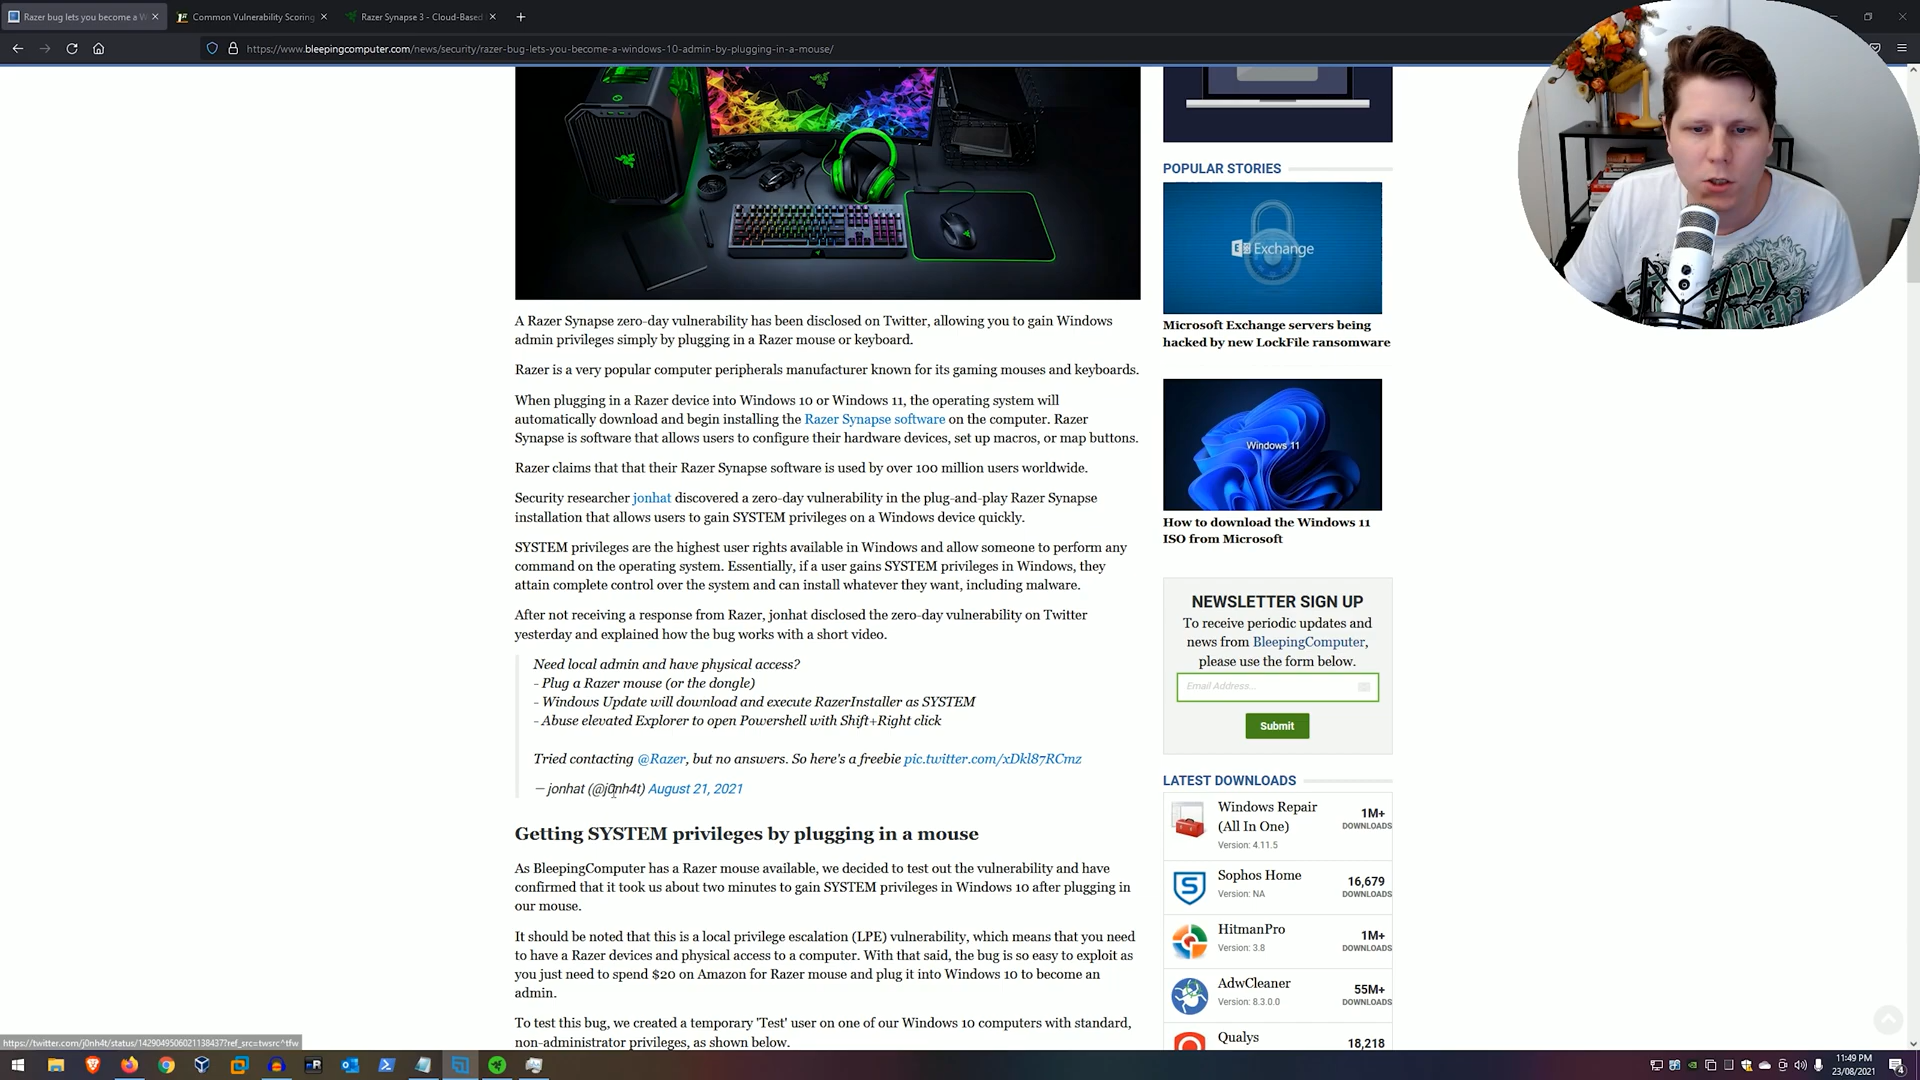 Razer bug lets you become a W
Common Vulnerability Scoring
Razer Synapse 3 - Cloud-Based
https://www.bleepingcomputer.com/news/security/razer-bug-lets-you-become-a-windows-10-admin-by-plugging-in-a-mouse/
A Razer Synapse zero-day vulnerability has been disclosed on Twitter, allowing you to gain Windows
admin privileges simply by plugging in a Razer mouse or keyboard.
Razer is a very popular computer peripherals manufacturer known for its gaming mouses and keyboards.
When plugging in a Razer device into Windows 10 or Windows 11, the operating system will
automatically download and begin installing the Razer Synapse software on the computer. Razer
Synapse is software that allows users to configure their hardware devices, set up macros, or map buttons.
Razer claims that that their Razer Synapse software is used by over 100 million users worldwide.
Security researcher jonhat discovered a zero-day vulnerability in the plug-and-play Razer Synapse
installation that allows users to gain SYSTEM privileges on a Windows device quickly.
SYSTEM privileges are the highest user rights available in Windows and allow someone to perform any
command on the operating system. Essentially, if a user gains SYSTEM privileges in Windows, they
attain complete control over the system and can install whatever they want, including malware.
After not receiving a response from Razer, jonhat disclosed the zero-day vulnerability on Twitter
yesterday and explained how the bug works with a short video.
Need local admin and have physical access?
- Plug a Razer mouse (or the dongle)
- Windows Update will download and execute RazerInstaller as SYSTEM
- Abuse elevated Explorer to open Powershell with Shift+Right click
Tried contacting @Razer, but no answers. So here's a freebie pic.twitter.com/xDkl87RCmz
— jonhat (@j0nh4t) August 21, 2021
Getting SYSTEM privileges by plugging in a mouse
As BleepingComputer has a Razer mouse available, we decided to test out the vulnerability and have
confirmed that it took us about two minutes to gain SYSTEM privileges in Windows 10 after plugging in
our mouse.
It should be noted that this is a local privilege escalation (LPE) vulnerability, which means that you need
to have a Razer devices and physical access to a computer. With that said, the bug is so easy to exploit as
you just need to spend $20 on Amazon for Razer mouse and plug it into Windows 10 to become an
admin.
To test this bug, we created a temporary 'Test' user on one of our Windows 10 computers with standard,
non-administrator privileges, as shown below.
POPULAR STORIES
Exchange
Microsoft Exchange servers being
hacked by new LockFile ransomware
Windows 11
How to download the Windows 11
ISO from Microsoft
NEWSLETTER SIGN UP
To receive periodic updates and
news from BleepingComputer,
please use the form below.
Email Address...
Submit
LATEST DOWNLOADS
Windows Repair
(All In One)
Version: 4.11.5
1M+
DOWNLOADS
Sophos Home
Version: NA
16,679
DOWNLOADS
HitmanPro
Version: 3.8
1M+
DOWNLOADS
AdwCleaner
Version: 8.3.0.0
55M+
DOWNLOADS
Qualys
18,218
https://twitter.com/j0nh4t/status/1429049506021138437?ref_src=twsrc^tfw
11:49 PM
23/08/2021